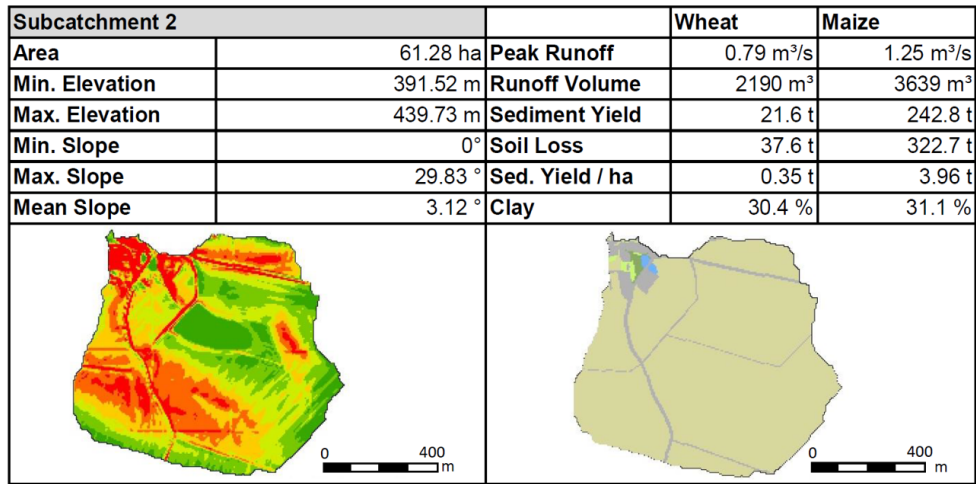 Subcatchment 2 Wheat Maize
Area 61.28 ha Peak Runoff 0.79 m³/s 1.25 m³/s
Min. Elevation 391.52 m Runoff Volume 2190 m³ 3639 m³
Max. Elevation 439.73 m Sediment Yield 21.6 t 242.8 t
Min. Slope 0° Soil Loss 37.6 t 322.7 t
Max. Slope 29.83 ° Sed. Yield / ha 0.35 t 3.96 t
Mean Slope 3.12 ° Clay 30.4 % 31.1 %
0 400 0 400
m m